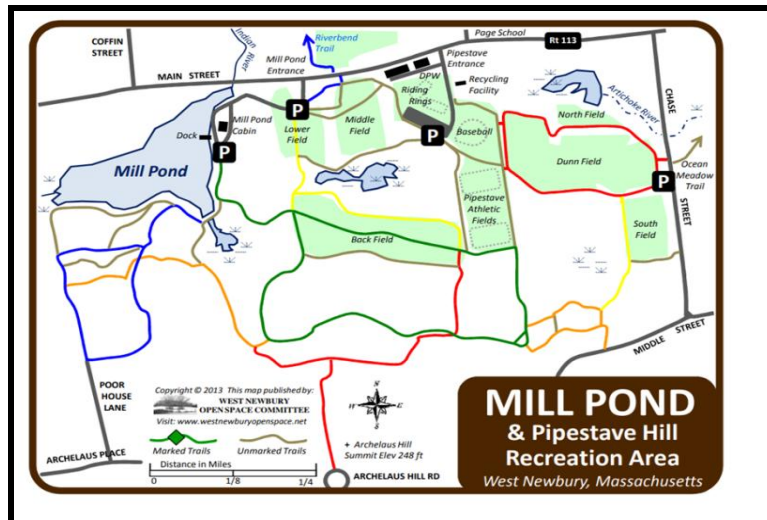 COFFIN
STREET
Indian
River
Riverbend
Trail
Page School
Rt 113
MAIN STREET
Mill Pond
Entrance
Pipestave
Entrance
DPW
Recycling
Facility
Riding
Rings
P
Mill Pond
Cabin
Dock
P
Lower
Field
Middle
Field
P
Baseball
North Field
Artichoke River
CHASE
STREET
Dunn Field
P
Ocean
Meadow
Trail
Mill Pond
Pipestave
Athletic
Fields
South
Field
Back Field
MIDDLE STREET
POOR
HOUSE
LANE
ARCHELAUS PLACE
Copyright © 2013 This map published by:
WEST NEWBURY
OPEN SPACE COMMITTEE
Visit: www.westnewburyopenspace.net
Marked Trails
Unmarked Trails
Distance in Miles
0 1/8 1/4
W E
+ Archelaus Hill
Summit Elev 248 ft
ARCHELAUS HILL RD
MILL POND
& Pipestave Hill
Recreation Area
West Newbury, Massachusetts